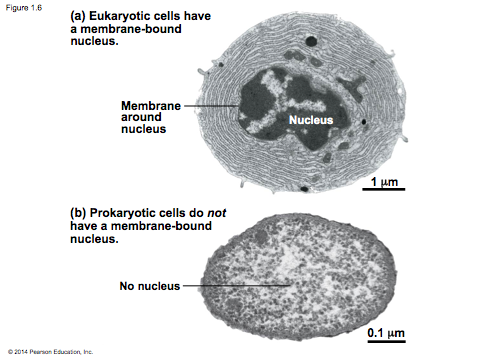 Figure 1.6
(a) Eukaryotic cells have
a membrane-bound
nucleus.
Membrane
around
nucleus
Nucleus
1 μm
(b) Prokaryotic cells do not
have a membrane-bound
nucleus.
No nucleus
0.1 μm
© 2014 Pearson Education, Inc.